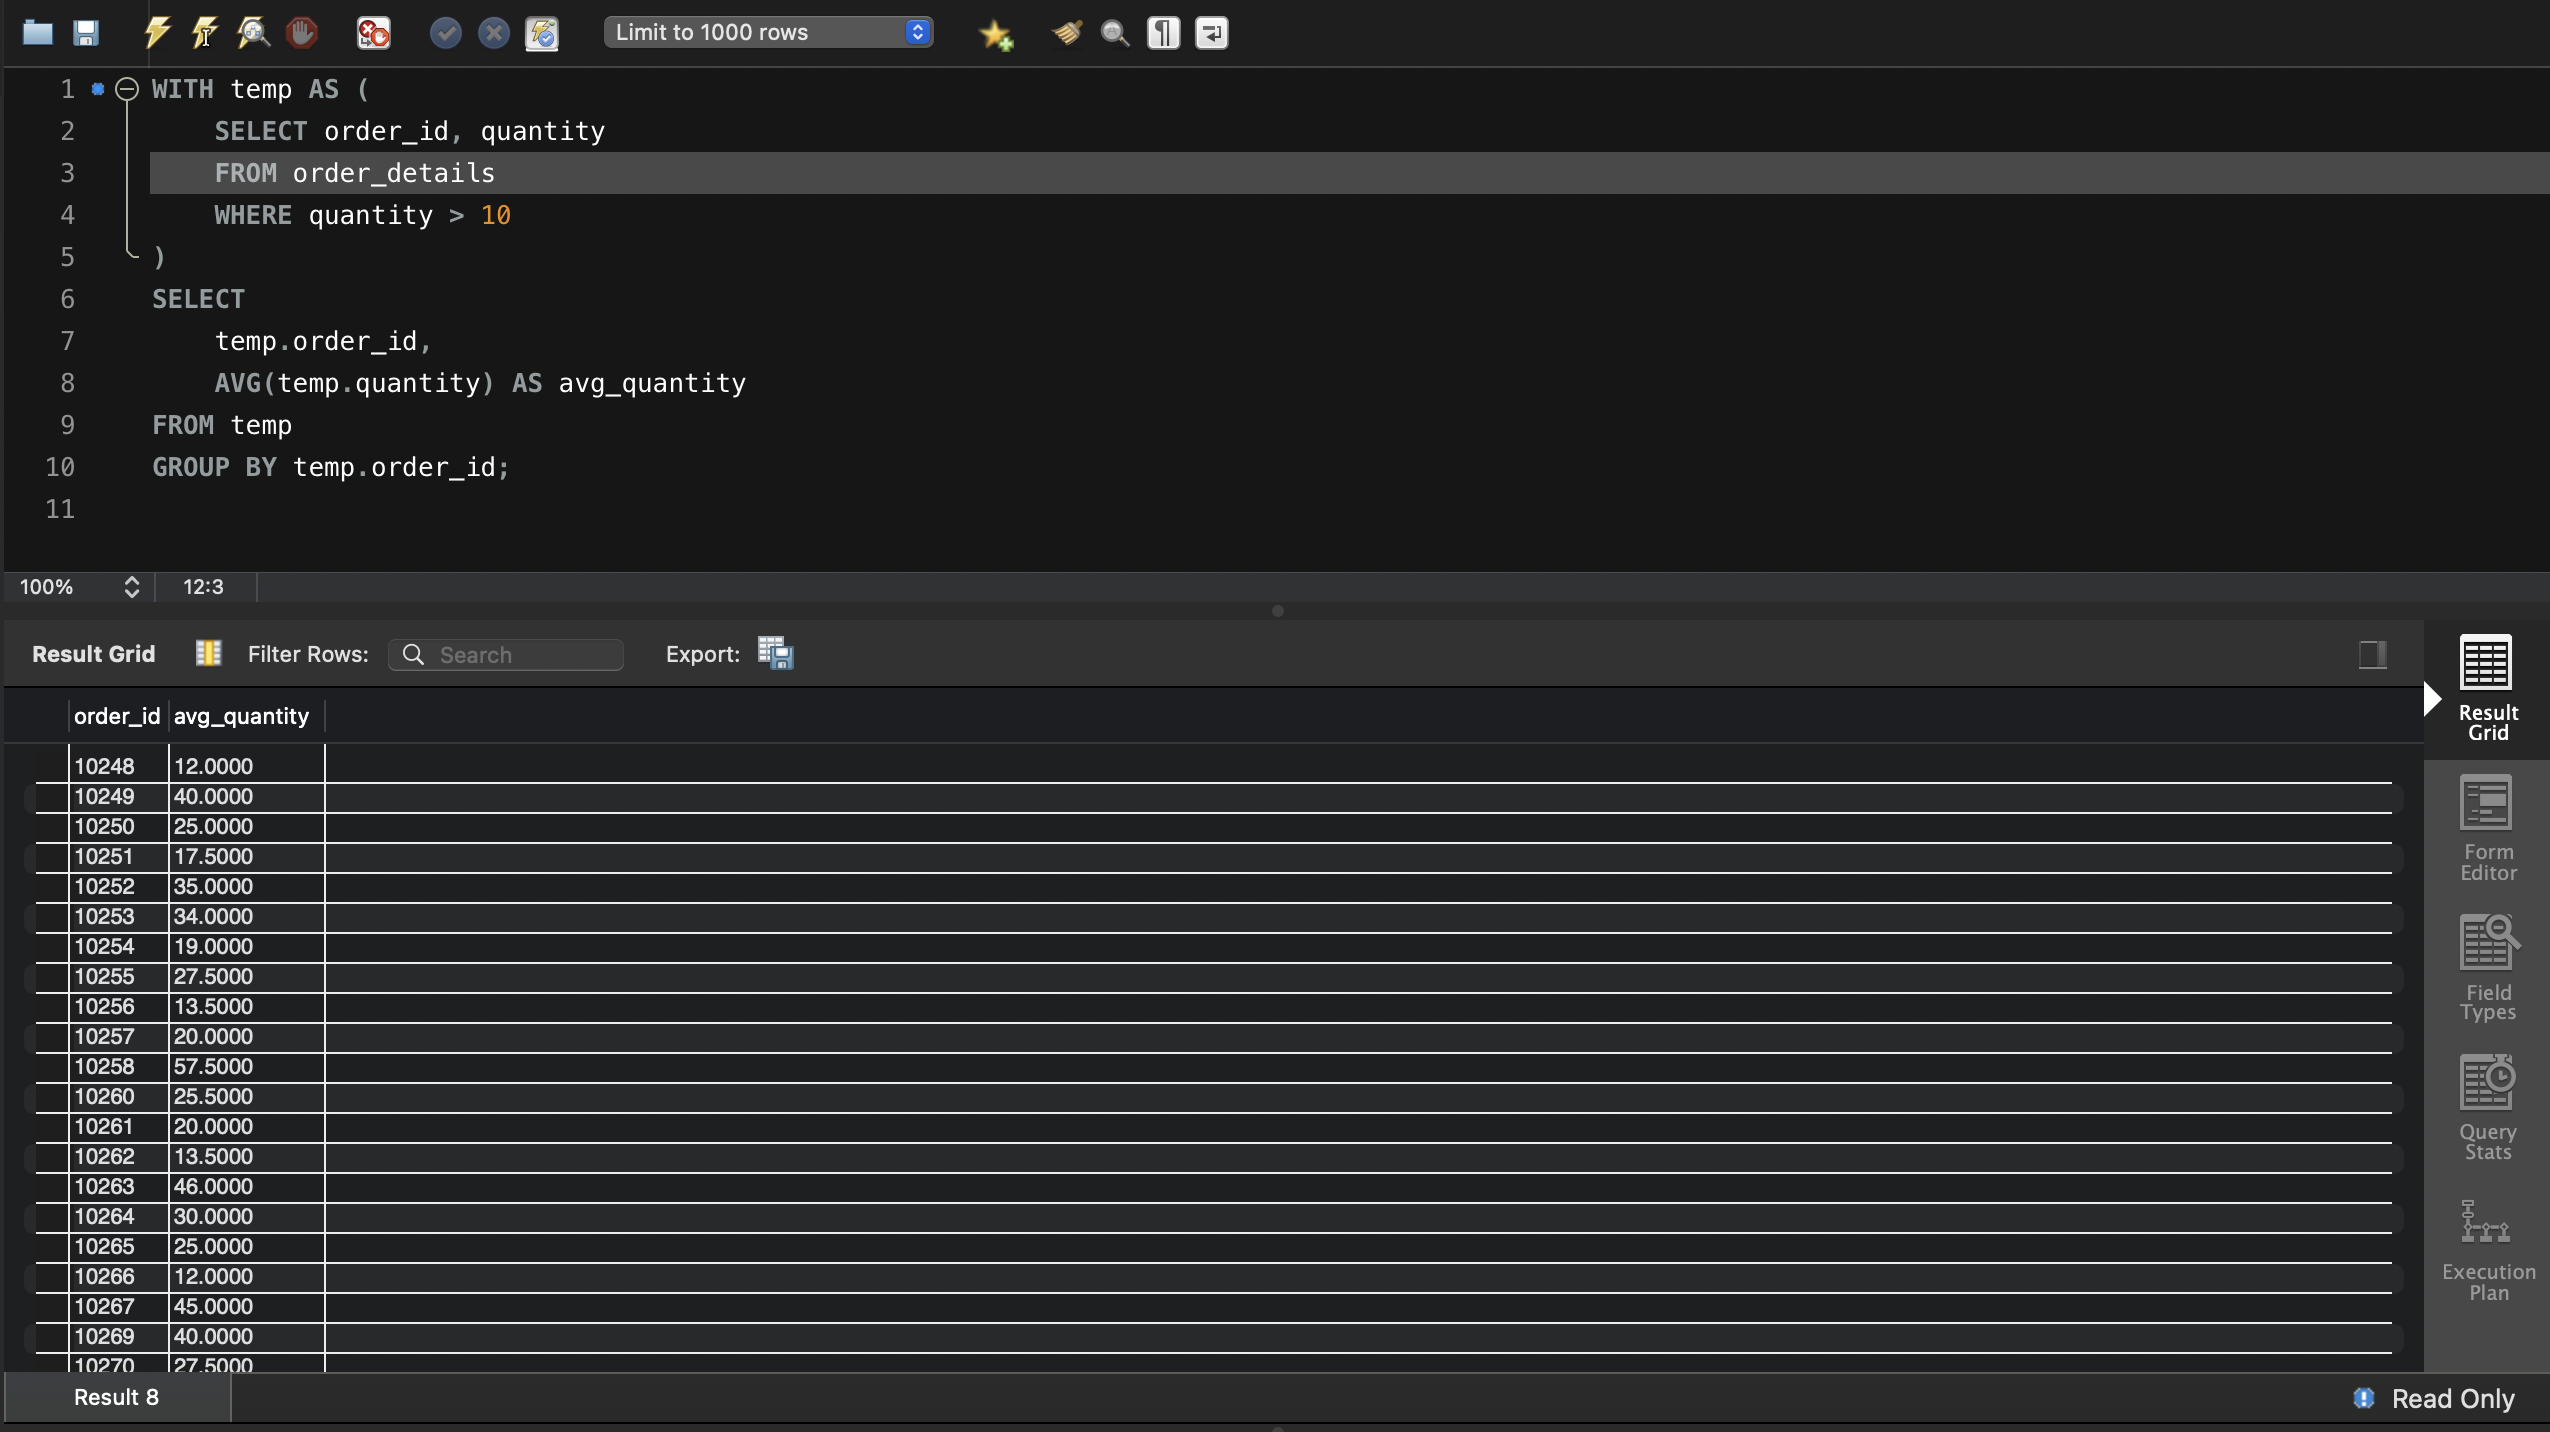 Limit to 1000 rows
1 WITH temp AS (
2 SELECT order_id, quantity
3 FROM order_details
4 WHERE quantity > 10
5 )
6 SELECT
7 temp.order_id,
8 AVG(temp.quantity) AS avg_quantity
9 FROM temp
10 GROUP BY temp.order_id;
11
100% 12:3
Result Grid Filter Rows: Search Export:
order_id avg_quantity
10248 12.0000
10249 40.0000
10250 25.0000
10251 17.5000
10252 35.0000
10253 34.0000
10254 19.0000
10255 27.5000
10256 13.5000
10257 20.0000
10258 57.5000
10260 25.5000
10261 20.0000
10262 13.5000
10263 46.0000
10264 30.0000
10265 25.0000
10266 12.0000
10267 45.0000
10269 40.0000
10270 27.5000
Result
Grid
Form
Editor
Field
Types
Query
Stats
Execution
Plan
Result 8 Read Only